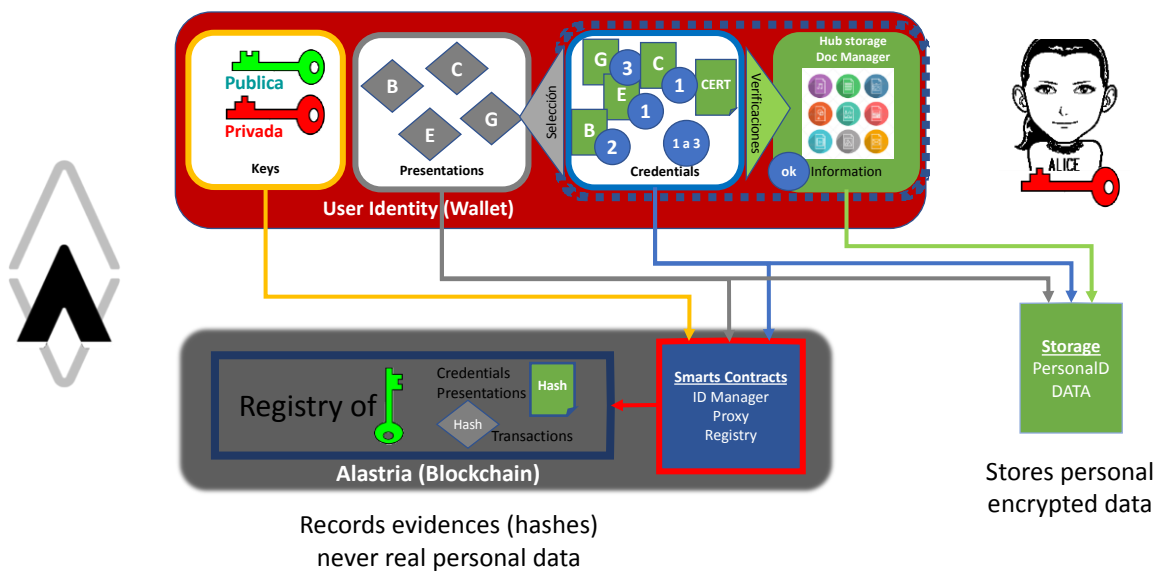 Publica
Privada
Keys
B
C
E
G
Presentations
Selección
G
3
C
1
E
1
CERT
B
2
1 a 3
Credentials
Verificaciones
Hub storage
Doc Manager
ok
Information
User Identity (Wallet)
ALICE
Registry of
Credentials
Presentations
Hash
Hash
Transactions
Alastria (Blockchain)
Smarts Contracts
ID Manager
Proxy
Registry
Storage
PersonalD
DATA
Records evidences (hashes)
never real personal data
Stores personal
encrypted data